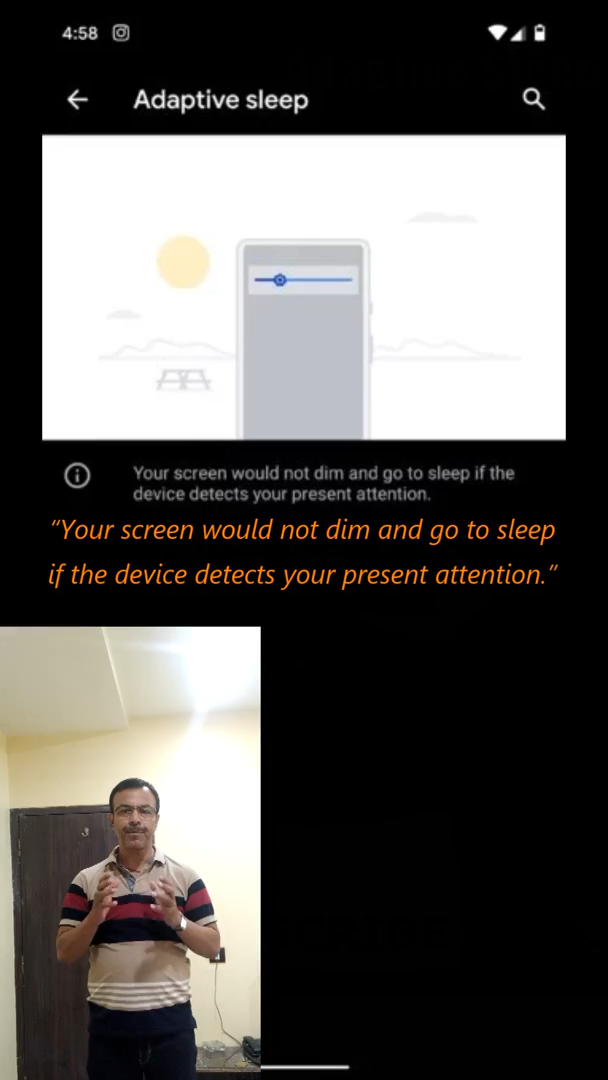 4:58
Adaptive sleep
Your screen would not dim and go to sleep if the
device detects your present attention.
“Your screen would not dim and go to sleep
if the device detects your present attention.”